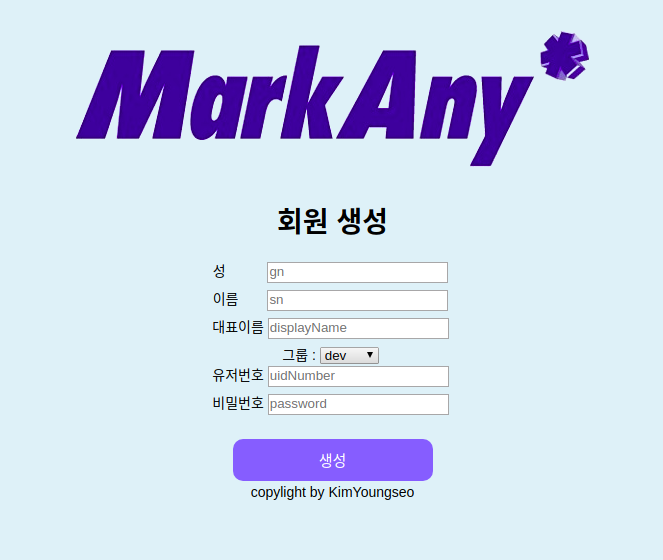 MarkAny
회원 생성
성 gn
이름 sn
대표이름 displayName
그룹 : dev
유저번호 uidNumber
비밀번호 password
생성
copylight by KimYoungseo